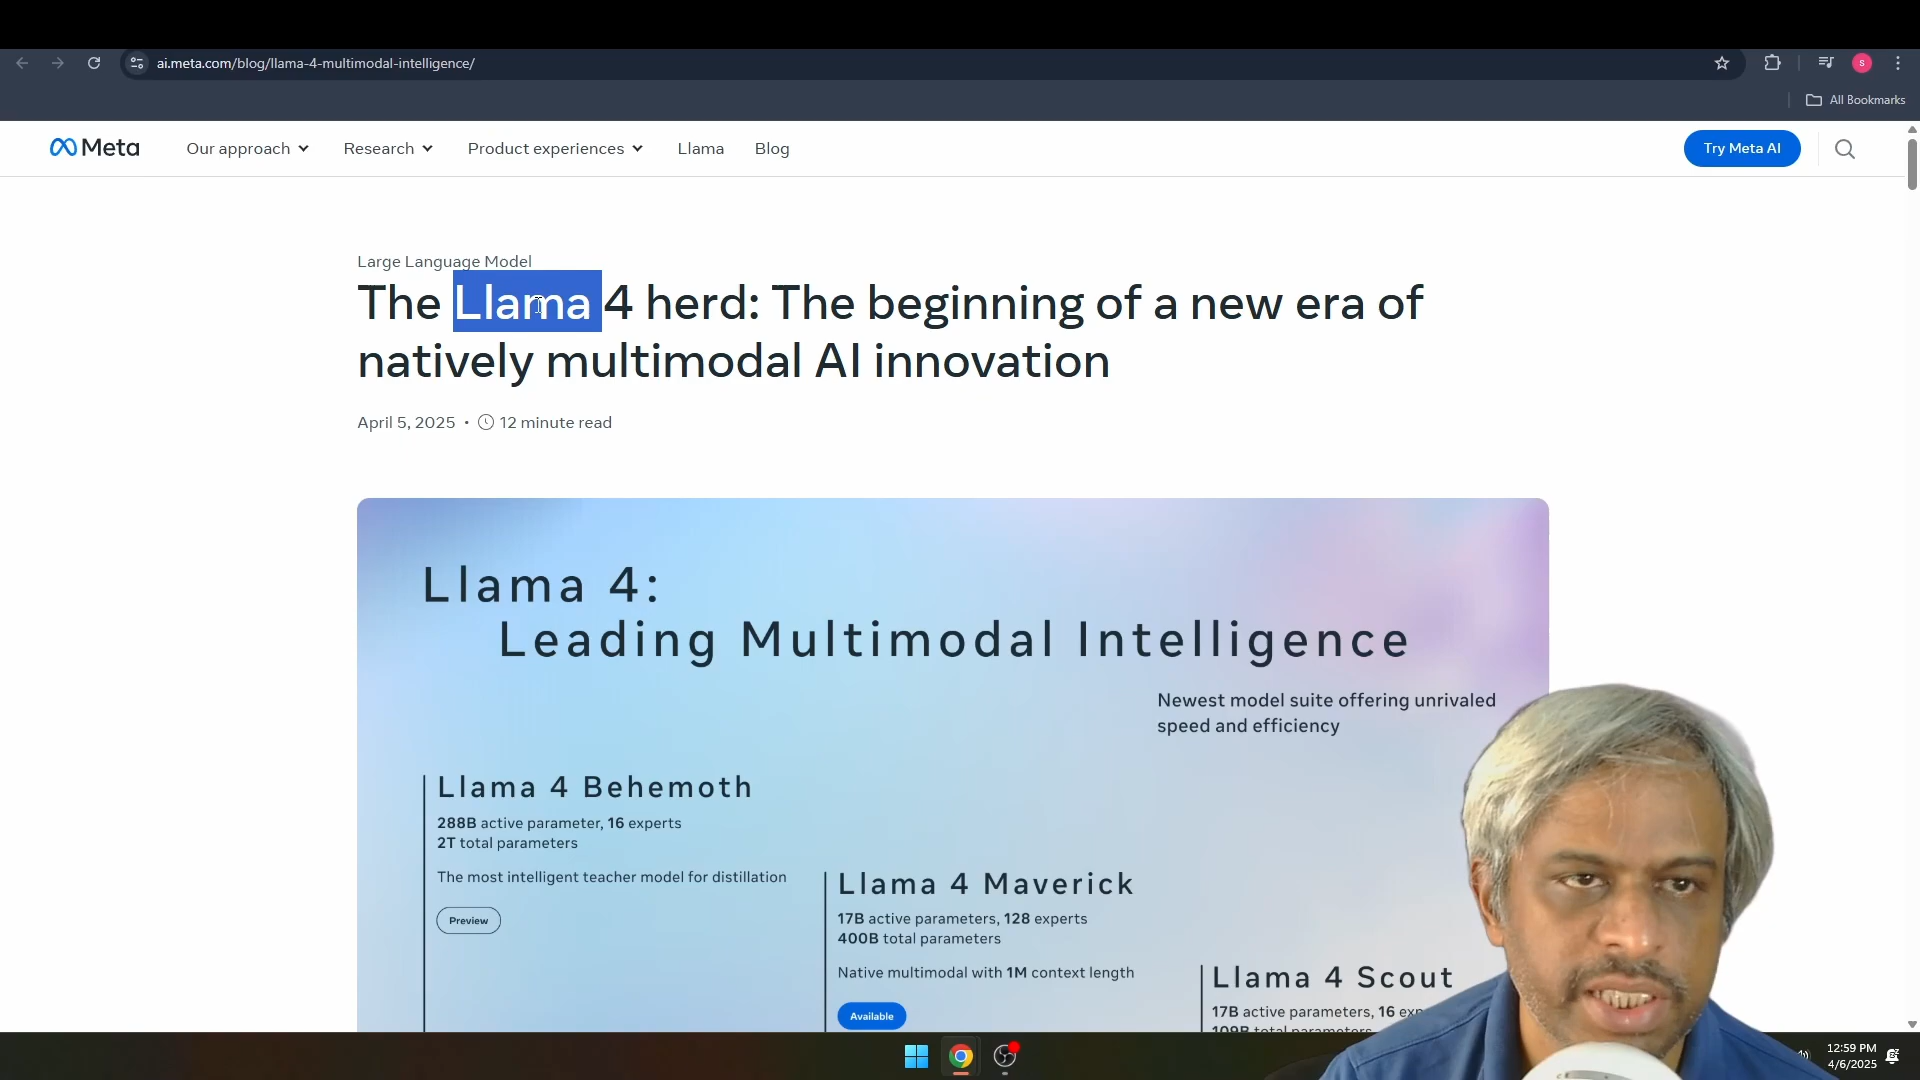 ai.meta.com/blog/llama-4-multimodal-intelligence/
S
All Bookmarks
Meta
Our approach
Research
Product experiences
Llama
Blog
Try Meta AI
Large Language Model
The Llama 4 herd: The beginning of a new era of
natively multimodal AI innovation
April 5, 2025 • 12 minute read
Llama 4:
Leading Multimodal Intelligence
Newest model suite offering unrivaled
speed and efficiency
Llama 4 Behemoth
288B active parameter, 16 experts
2T total parameters
The most intelligent teacher model for distillation
Preview
Llama 4 Maverick
17B active parameters, 128 experts
400B total parameters
Native multimodal with 1M context length
Available
Llama 4 Scout
17B active parameters, 16
109B total parameters
12:59 PM
4/6/2025